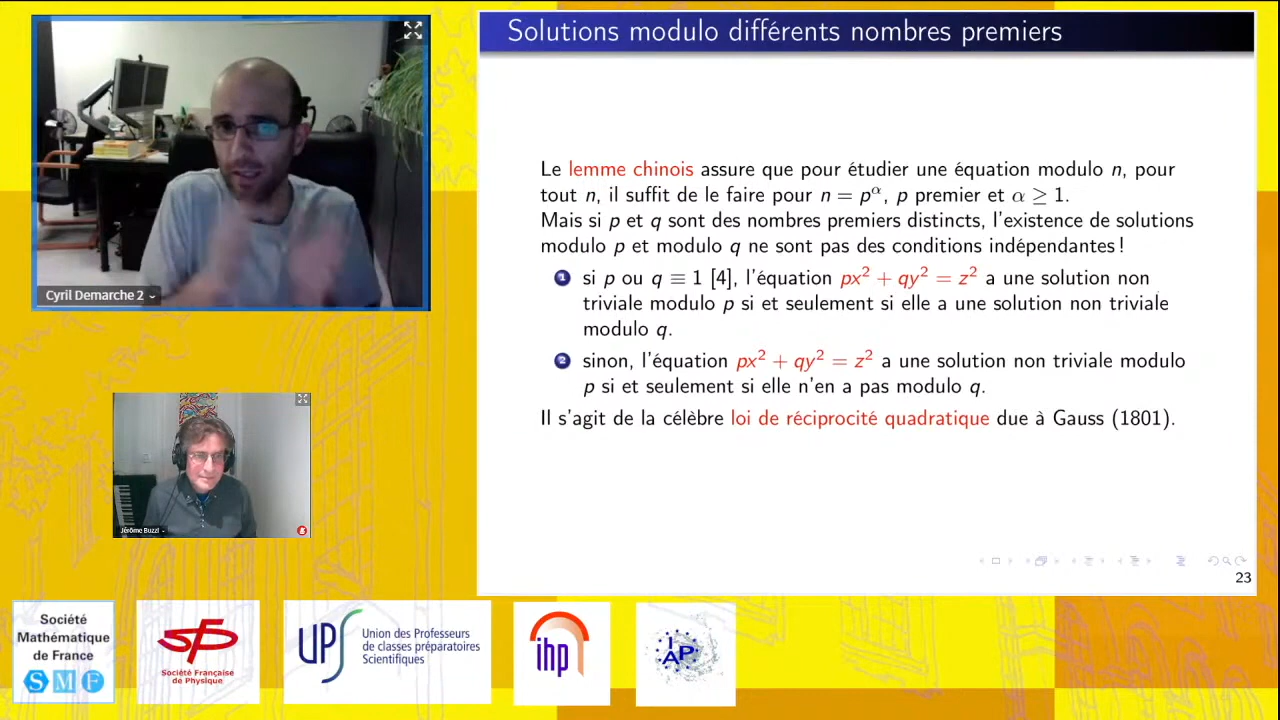 Solutions modulo différents nombres premiers
Le lemme chinois assure que pour étudier une équation modulo n, pour
tout n, il suffit de le faire pour n = p^α, p premier et α ≥ 1.
Mais si p et q sont des nombres premiers distincts, l'existence de solutions
modulo p et modulo q ne sont pas des conditions indépendantes !
1 si p ou q ≡ 1 [4], l'équation px² + qy² = z² a une solution non
triviale modulo p si et seulement si elle a une solution non triviale
modulo q.
2 sinon, l'équation px² + qy² = z² a une solution non triviale modulo
p si et seulement si elle n'en a pas modulo q.
Il s'agit de la célèbre loi de réciprocité quadratique due à Gauss (1801).
23
Cyril Demarche 2
Jérôme Buzzi
Société
Mathématique
de France
SMF
sfp
Société Française
de Physique
UPS
Union des Professeurs
de classes préparatoires
Scientifiques
ihp
IAP